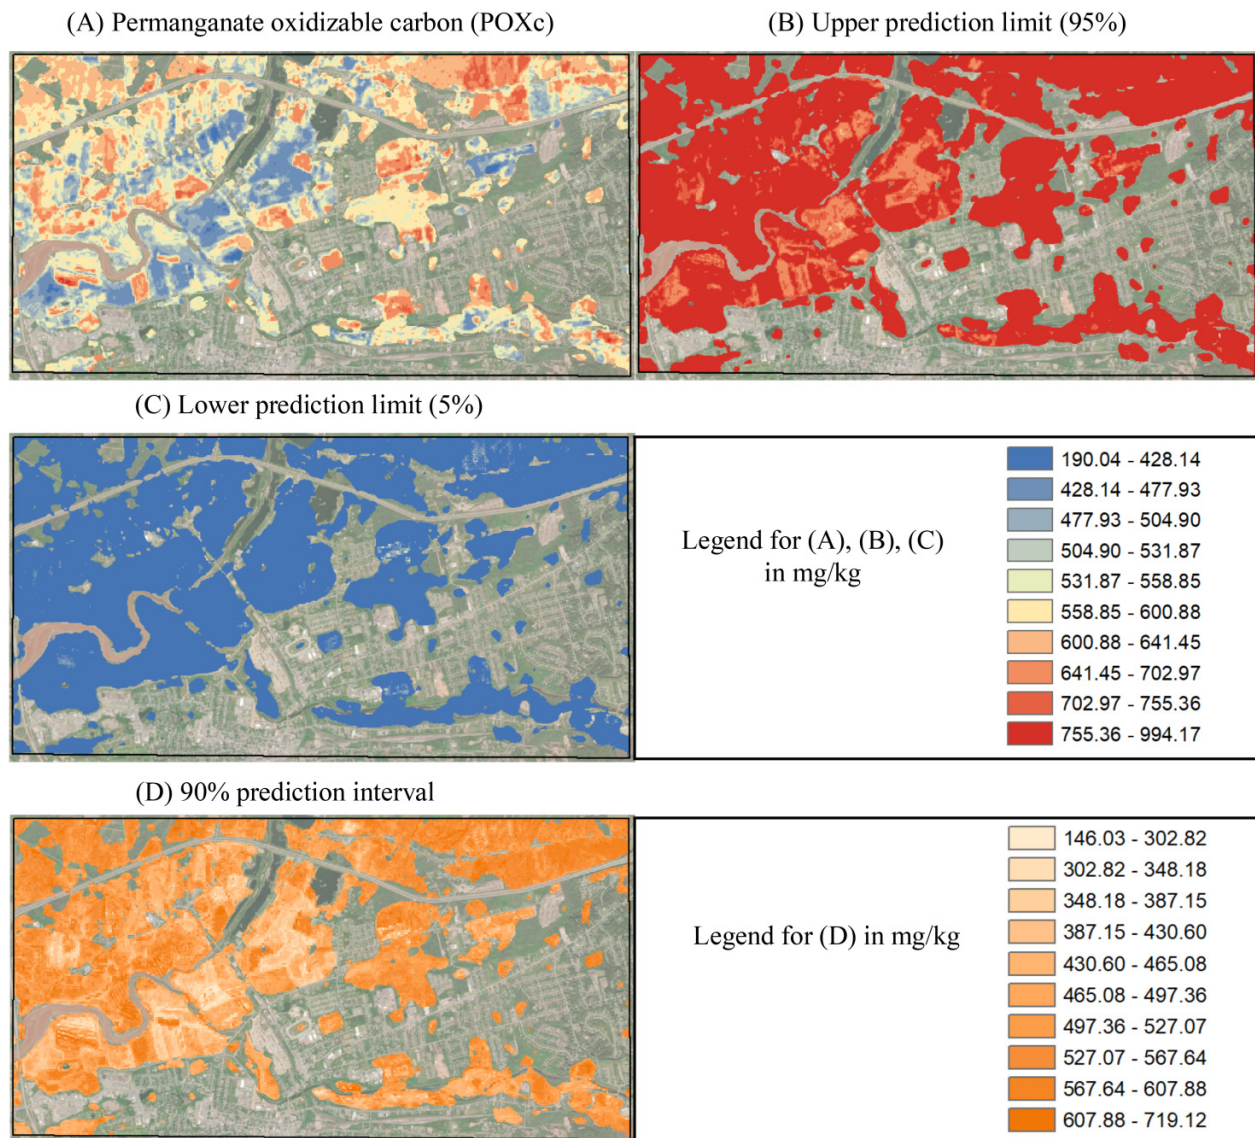 (A) Permanganate oxidizable carbon (POXc)
(B) Upper prediction limit (95%)
(C) Lower prediction limit (5%)
Legend for (A), (B), (C)
in mg/kg
190.04 - 428.14
428.14 - 477.93
477.93 - 504.90
504.90 - 531.87
531.87 - 558.85
558.85 - 600.88
600.88 - 641.45
641.45 - 702.97
702.97 - 755.36
755.36 - 994.17
(D) 90% prediction interval
Legend for (D) in mg/kg
146.03 - 302.82
302.82 - 348.18
348.18 - 387.15
387.15 - 430.60
430.60 - 465.08
465.08 - 497.36
497.36 - 527.07
527.07 - 567.64
567.64 - 607.88
607.88 - 719.12